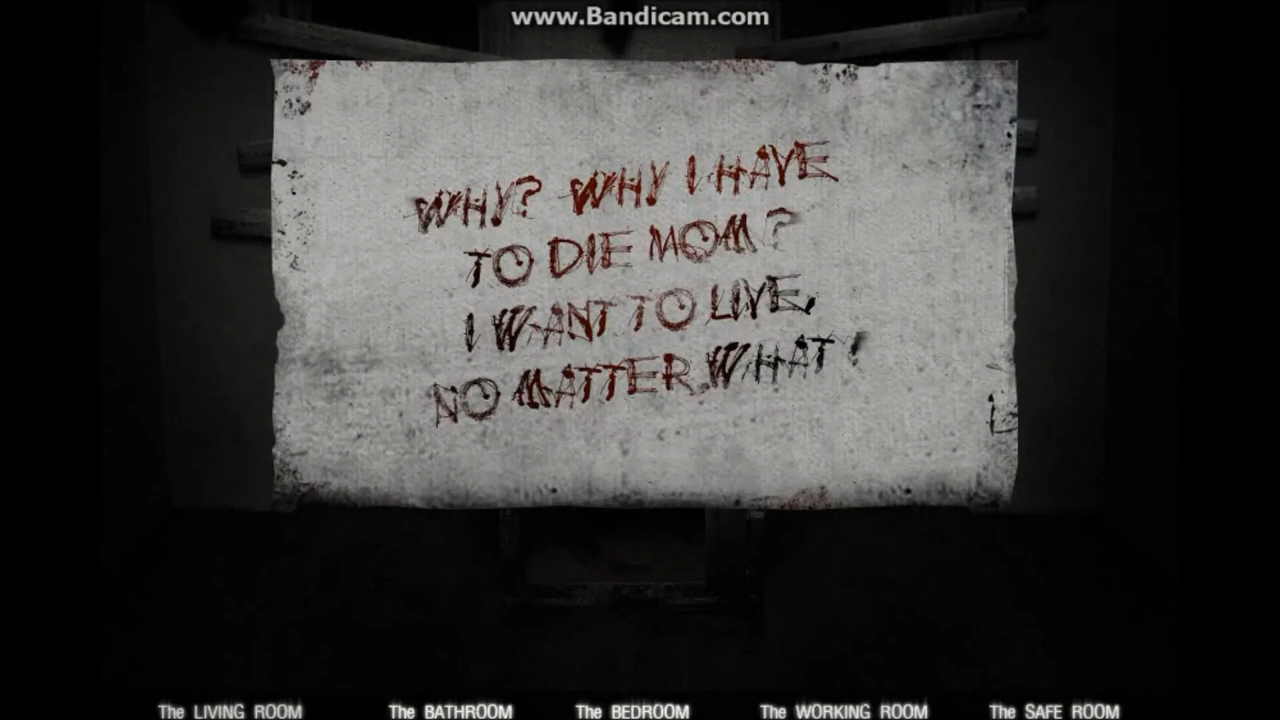 www.Bandicam.com
WHY? WHY I HAVE
TO DIE MOM?
I WANT TO LIVE,
NO MATTER WHAT!
The LIVING ROOM
The BATHROOM
The BEDROOM
The WORKING ROOM
The SAFE ROOM